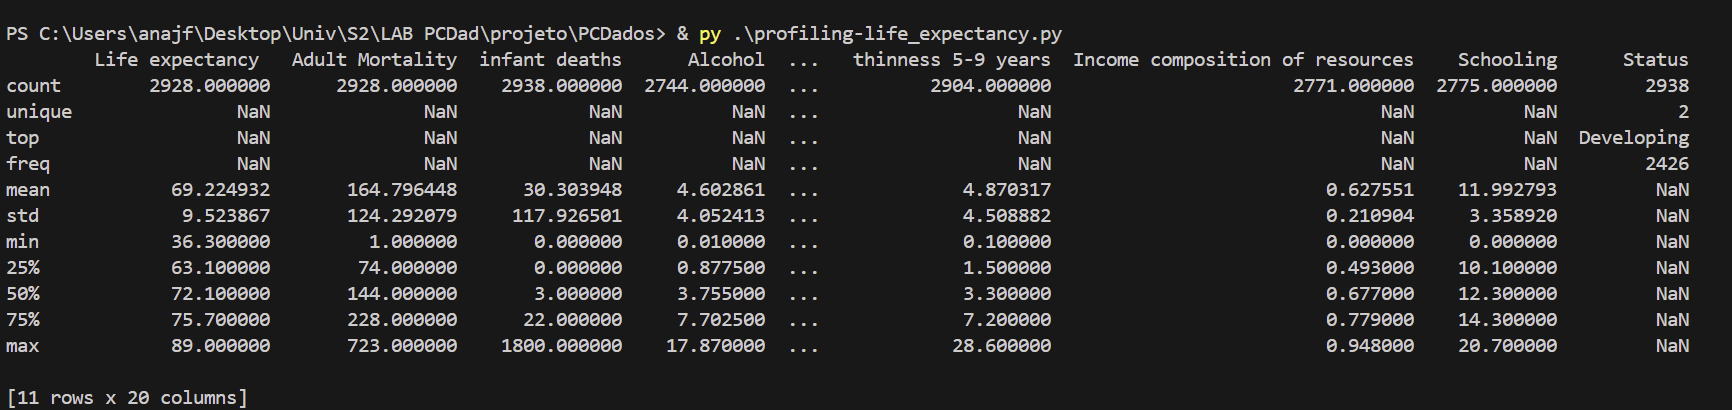 PS C:\Users\anajf\Desktop\Univ\S2\LAB PCDad\projeto\PCDados> & py .\profiling-life_expectancy.py
Life expectancy  Adult Mortality  infant deaths  Alcohol  ...  thinness 5-9 years  Income composition of resources  Schooling  Status
count  2928.000000  2928.000000  2938.000000  2744.000000  ...  2904.000000  2771.000000  2775.000000  2938
unique  NaN  NaN  NaN  NaN  ...  NaN  NaN  NaN  2
top  NaN  NaN  NaN  NaN  ...  NaN  NaN  NaN  Developing
freq  NaN  NaN  NaN  NaN  ...  NaN  NaN  NaN  2426
mean  69.224932  164.796448  30.303948  4.602861  ...  4.870317  0.627551  11.992793  NaN
std  9.523867  124.292079  117.926501  4.052413  ...  4.508882  0.210904  3.358920  NaN
min  36.300000  1.000000  0.000000  0.010000  ...  0.100000  0.000000  0.000000  NaN
25%  63.100000  74.000000  0.000000  0.877500  ...  1.500000  0.493000  10.100000  NaN
50%  72.100000  144.000000  3.000000  3.755000  ...  3.300000  0.677000  12.300000  NaN
75%  75.700000  228.000000  22.000000  7.702500  ...  7.200000  0.779000  14.300000  NaN
max  89.000000  723.000000  1800.000000  17.870000  ...  28.600000  0.948000  20.700000  NaN
[11 rows x 20 columns]